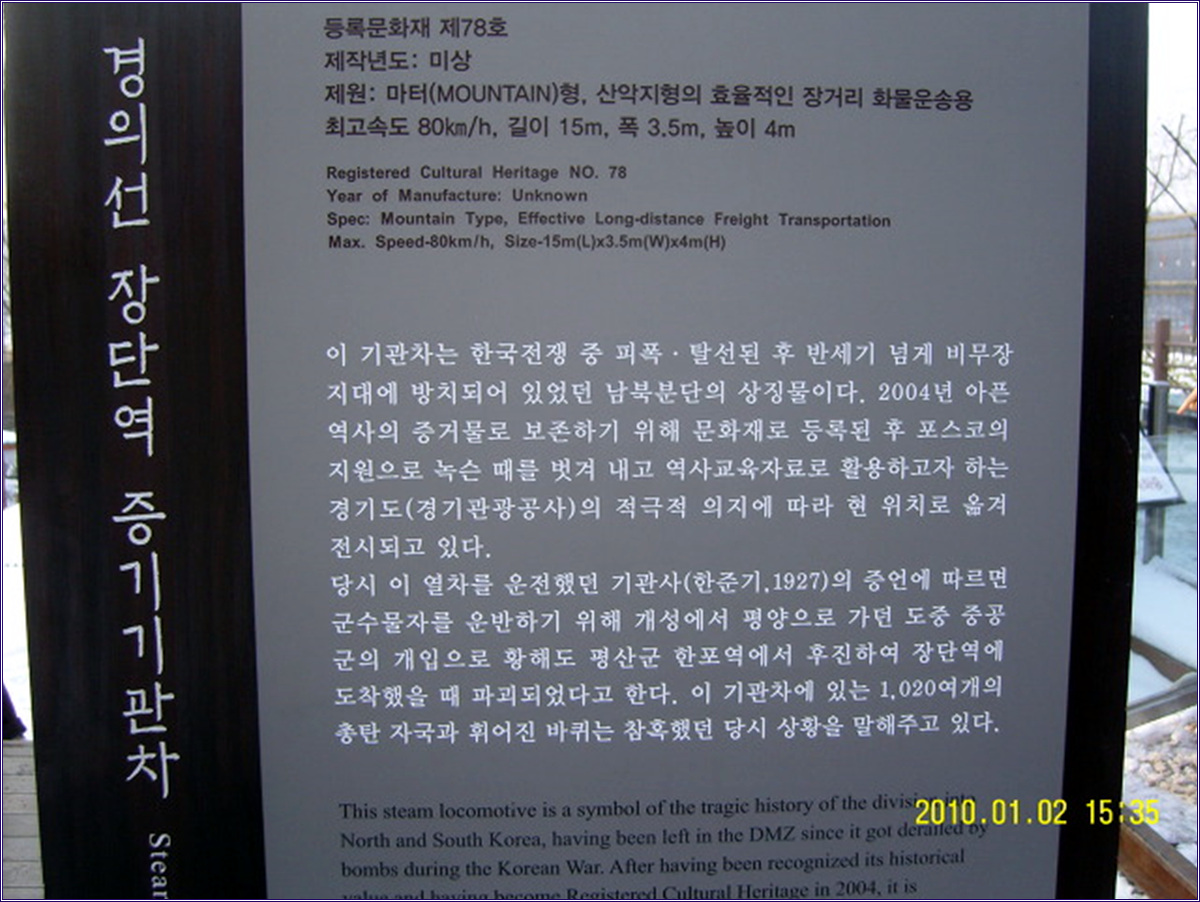 경의선 장단역 증기기관차
등록문화재 제78호
제작년도: 미상
제원: 마터(MOUNTAIN)형, 산악지형의 효율적인 장거리 화물운송용
최고속도 80km/h, 길이 15m, 폭 3.5m, 높이 4m
Registered Cultural Heritage NO. 78
Year of Manufacture: Unknown
Spec: Mountain Type, Effective Long-distance Freight Transportation
Max. Speed-80km/h, Size-15m(L)x3.5m(W)x4m(H)
이 기관차는 한국전쟁 중 피폭·탈선된 후 반세기 넘게 비무장
지대에 방치되어 있었던 남북분단의 상징물이다. 2004년 아픈
역사의 증거물로 보존하기 위해 문화재로 등록된 후 포스코의
지원으로 녹슨 때를 벗겨 내고 역사교육자료로 활용하고자 하는
경기도(경기관광공사)의 적극적 의지에 따라 현 위치로 옮겨
전시되고 있다.
당시 이 열차를 운전했던 기관사(한준기,1927)의 증언에 따르면
군수물자를 운반하기 위해 개성에서 평양으로 가던 도중 중공
군의 개입으로 황해도 평산군 한포역에서 후진하여 장단역에
도착했을 때 파괴되었다고 한다. 이 기관차에 있는 1,020여개의
총탄 자국과 휘어진 바퀴는 참혹했던 당시 상황을 말해주고 있다.
This steam locomotive is a symbol of the tragic history of the division into
North and South Korea, having been left in the DMZ since it got derailed by
bombs during the Korean War. After having been recognized its historical
value and having become Registered Cultural Heritage in 2004, it is
2010.01.02 15:35